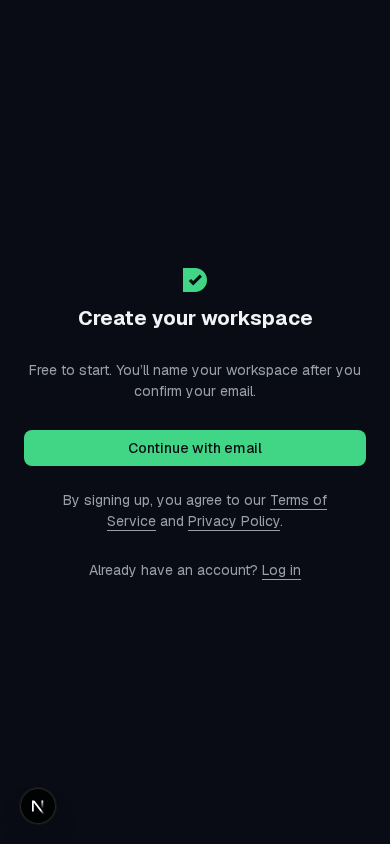 Create your workspace
Free to start. You'll name your workspace after you
confirm your email.
Continue with email
By signing up, you agree to our Terms of
Service and Privacy Policy.
Already have an account? Log in
N